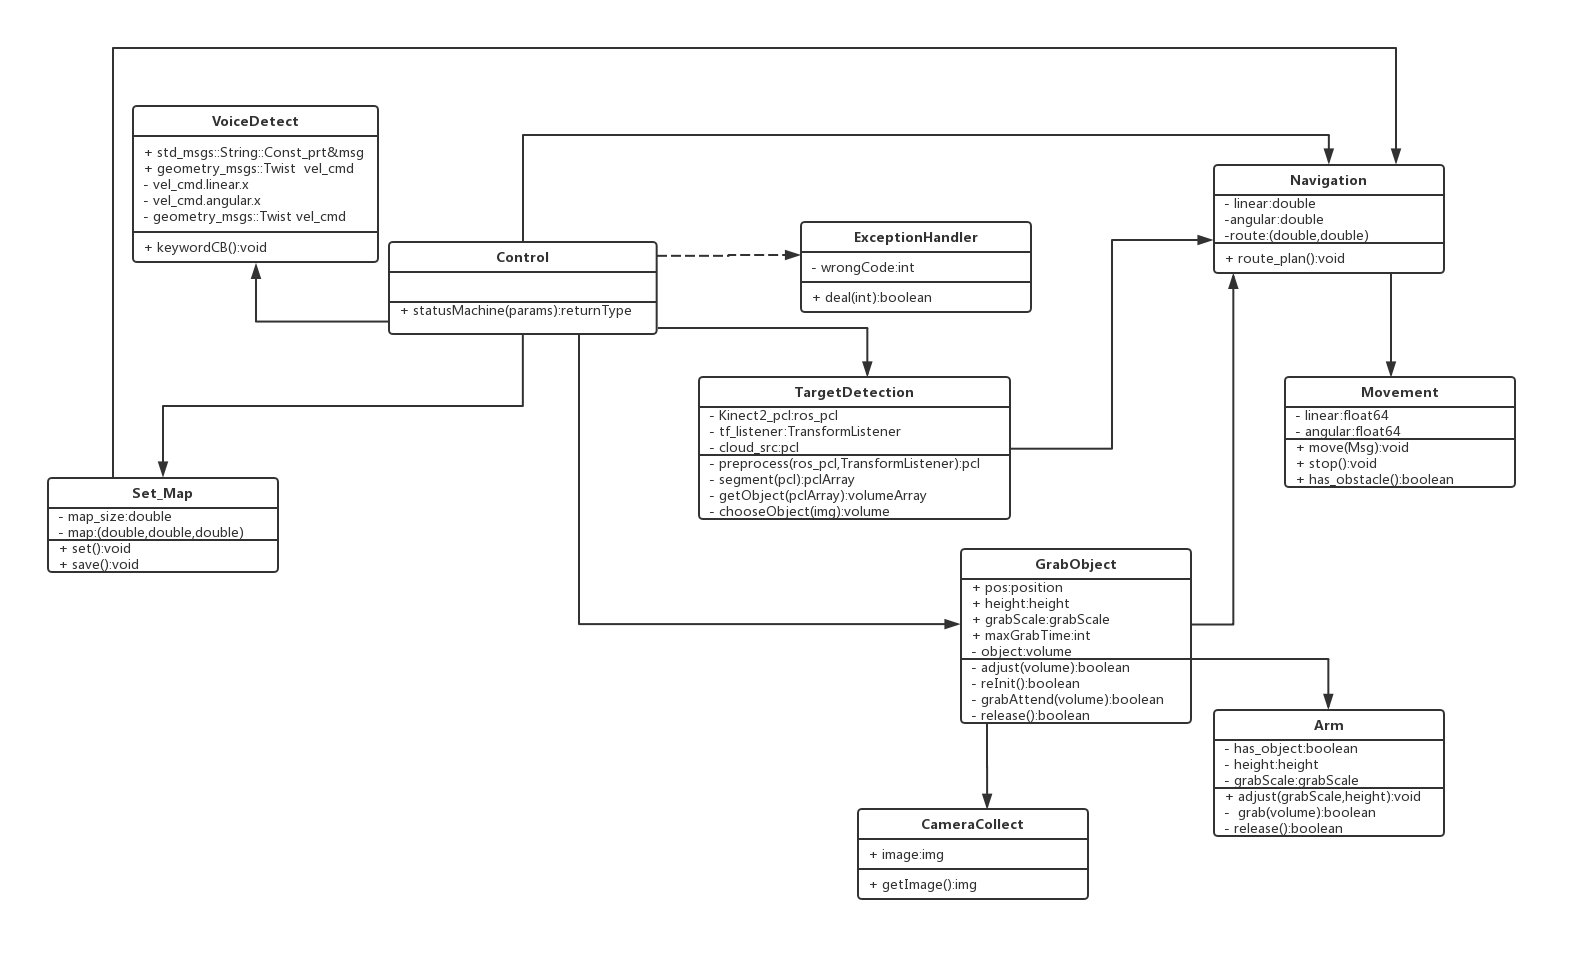 VoiceDetect
+ std_msgs::String::Const_prt&msg
+ geometry_msgs::Twist  vel_cmd
- vel_cmd.linear.x
- vel_cmd.angular.x
- geometry_msgs::Twist vel_cmd
+ keywordCB():void
Control
+ statusMachine(params):returnType
ExceptionHandler
- wrongCode:int
+ deal(int):boolean
Navigation
- linear:double
-angular:double
-route:(double,double)
+ route_plan():void
TargetDetection
- Kinect2_pcl:ros_pcl
- tf_listener:TransformListener
- cloud_src:pcl
- preprocess(ros_pcl,TransformListener):pcl
- segment(pcl):pclArray
- getObject(pclArray):volumeArray
- chooseObject(img):volume
Movement
- linear:float64
- angular:float64
+ move(Msg):void
+ stop():void
+ has_obstacle():boolean
Set_Map
- map_size:double
- map:(double,double,double)
+ set():void
+ save():void
GrabObject
+ pos:position
+ height:height
+ grabScale:grabScale
+ maxGrabTime:int
- object:volume
- adjust(volume):boolean
- reInit():boolean
- grabAttend(volume):boolean
- release():boolean
Arm
- has_object:boolean
- height:height
- grabScale:grabScale
+ adjust(grabScale,height):void
-  grab(volume):boolean
- release():boolean
CameraCollect
+ image:img
+ getImage():img